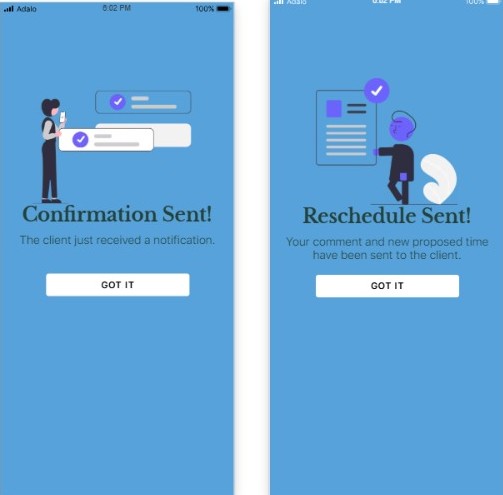 Adalo 6:02 PM 100%
Confirmation Sent!
The client just received a notification.
GOT IT
Adalo 6:02 PM 100%
Reschedule Sent!
Your comment and new proposed time
have been sent to the client.
GOT IT